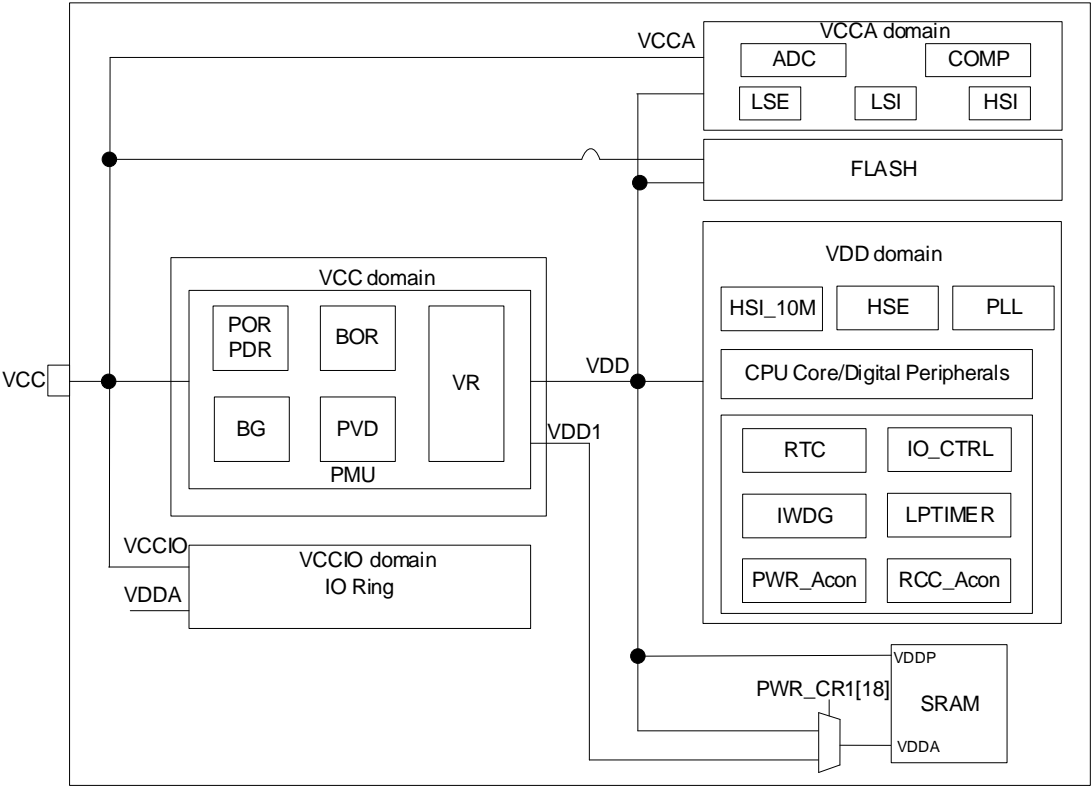 VCCA
VCCA domain
ADC
COMP
LSE
LSI
HSI
FLASH
VDD domain
HSI_10M
HSE
PLL
CPU Core/Digital Peripherals
RTC
IO_CTRL
IWDG
LPTIMER
PWR_Acon
RCC_Acon
VCC domain
POR
PDR
BOR
VR
BG
PVD
PMU
VCC
VDD
VDD1
VCCIO
VDDA
VCCIO domain
IO Ring
PWR_CR1[18]
VDDP
SRAM
VDDA